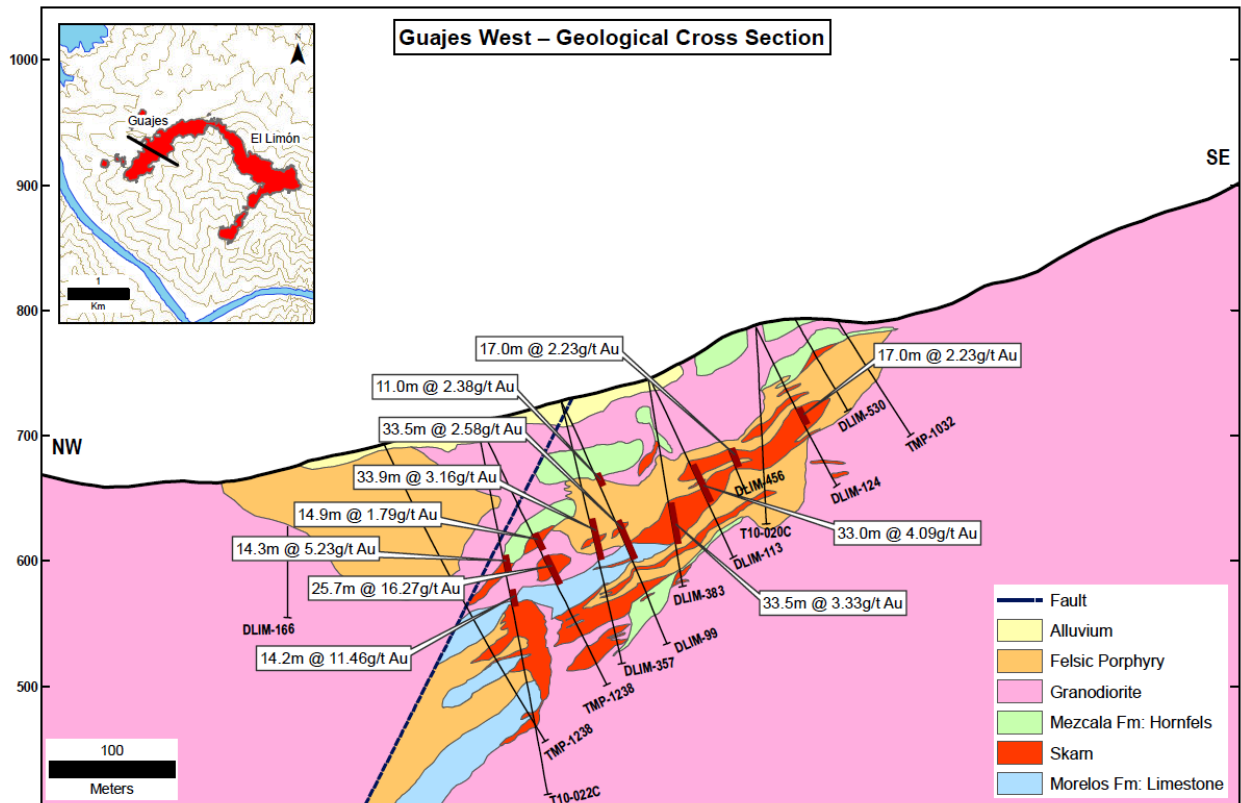 Guajes West – Geological Cross Section
N
Guajes
El Limón
1
Km
1000
900
800
700
600
500
NW
SE
17.0m @ 2.23g/t Au
17.0m @ 2.23g/t Au
11.0m @ 2.38g/t Au
33.5m @ 2.58g/t Au
33.9m @ 3.16g/t Au
14.9m @ 1.79g/t Au
14.3m @ 5.23g/t Au
25.7m @ 16.27g/t Au
14.2m @ 11.46g/t Au
33.0m @ 4.09g/t Au
33.5m @ 3.33g/t Au
DLIM-530
TMP-1032
DLIM-124
DLIM-456
T10-020C
DLIM-113
DLIM-383
DLIM-99
DLIM-357
TMP-1238
TMP-1238
T10-022C
DLIM-166
100
Meters
Fault
Alluvium
Felsic Porphyry
Granodiorite
Mezcala Fm: Hornfels
Skarn
Morelos Fm: Limestone